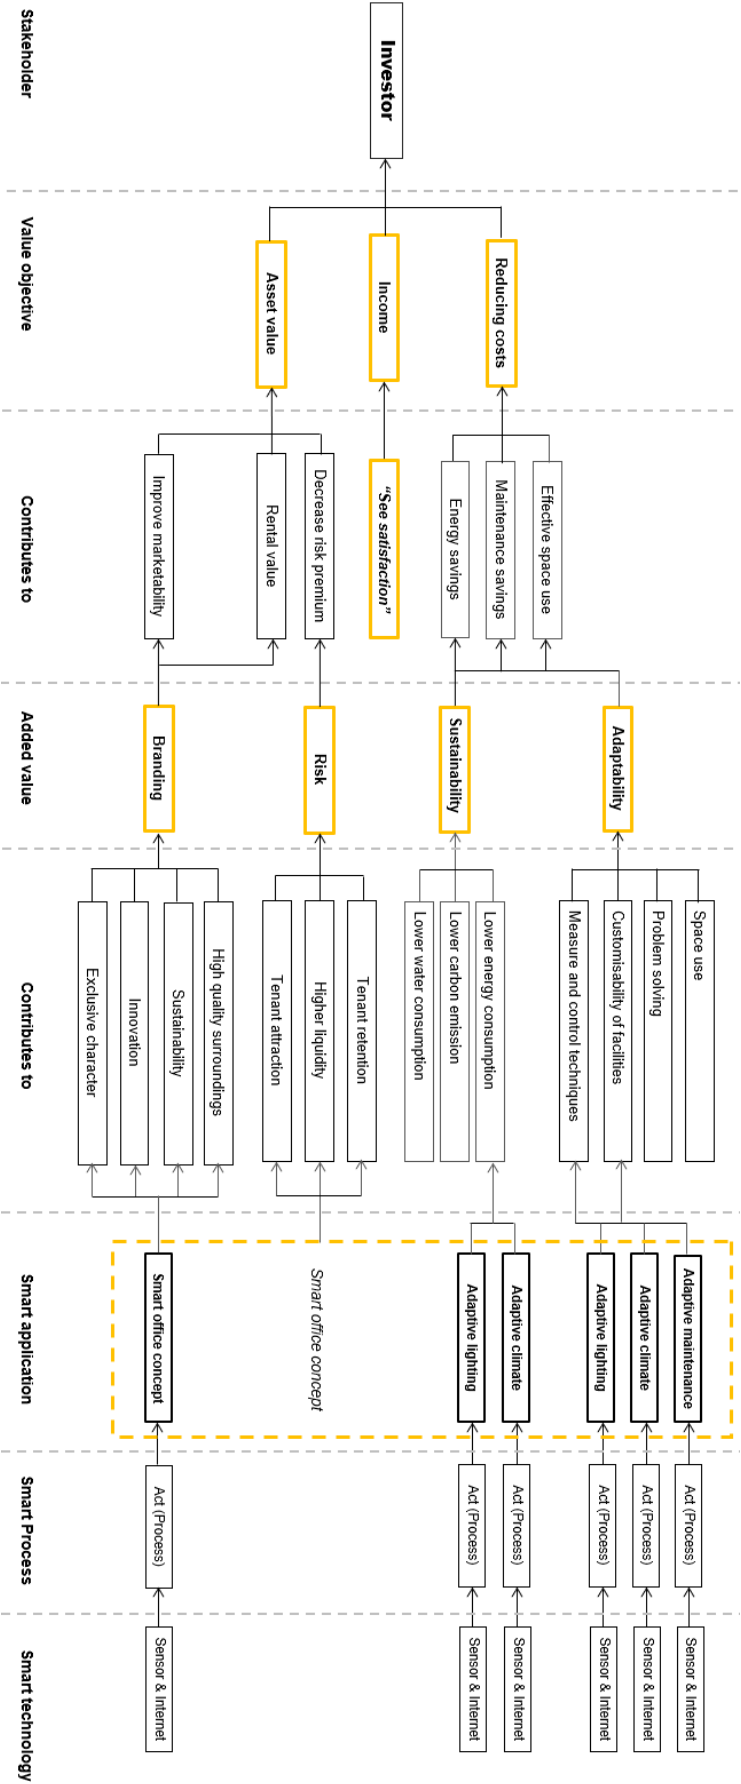 Stakeholder
Value objective
Contributes to
Added value
Contributes to
Smart application
Smart Process
Smart technology
Investor
Reducing costs
Income
Asset value
Effective space use
Maintenance savings
Energy savings
“See satisfaction”
Decrease risk premium
Rental value
Improve marketability
Adaptability
Sustainability
Risk
Branding
Space use
Problem solving
Customisability of facilities
Measure and control techniques
Lower energy consumption
Lower carbon emission
Lower water consumption
Tenant retention
Higher liquidity
Tenant attraction
High quality surroundings
Sustainability
Innovation
Exclusive character
Adaptive maintenance
Adaptive climate
Adaptive lighting
Adaptive climate
Adaptive lighting
Smart office concept
Smart office concept
Act (Process)
Act (Process)
Act (Process)
Act (Process)
Act (Process)
Act (Process)
Sensor & Internet
Sensor & Internet
Sensor & Internet
Sensor & Internet
Sensor & Internet
Sensor & Internet